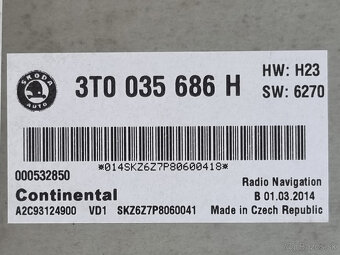 SKODA
AUTO
3T0 035 686 H
HW: H23
SW: 6270
*014SKZ6Z7P80600418*
000532850
Continental
A2C93124900 VD1 SKZ6Z7P8060041
Radio Navigation
B 01.03.2014
Made in Czech Republic